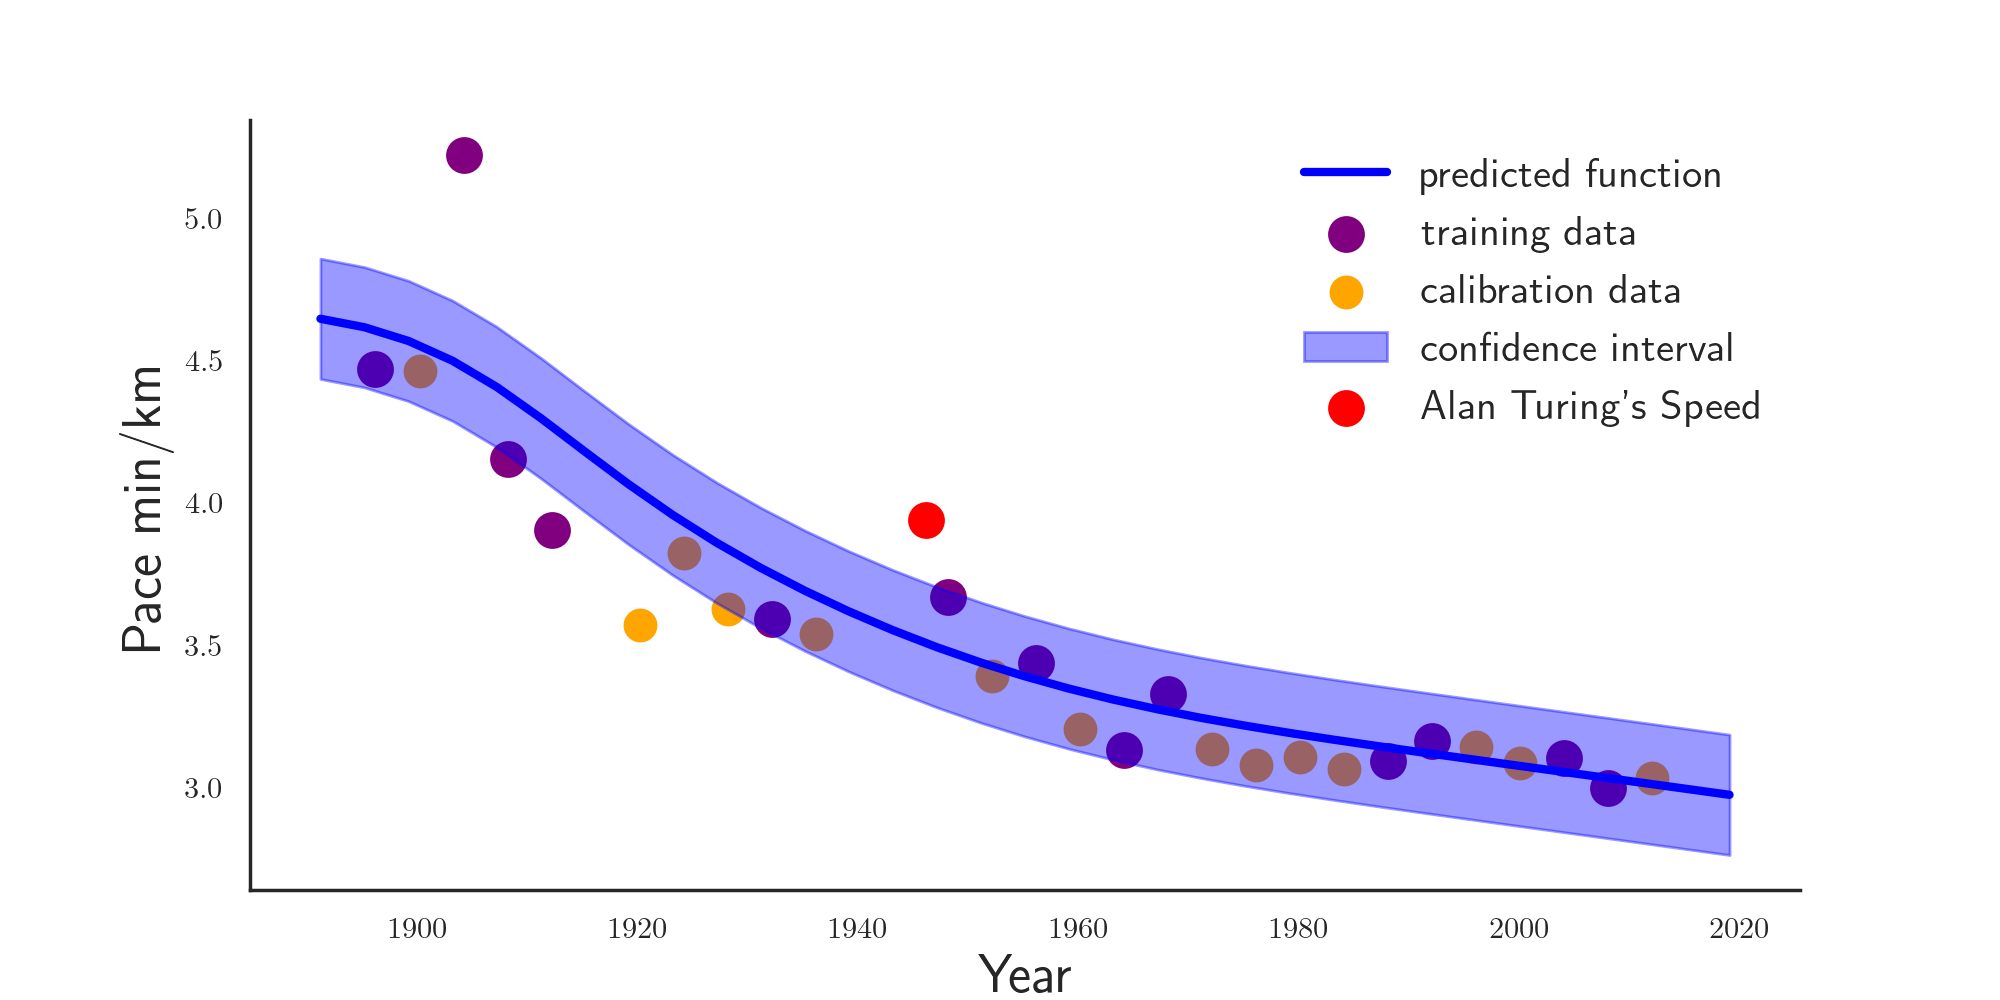 predicted function
training data
calibration data
confidence interval
Alan Turing's Speed
5.0
4.5
4.0
3.5
3.0
Pace min/km
1900 1920 1940 1960 1980 2000 2020
Year